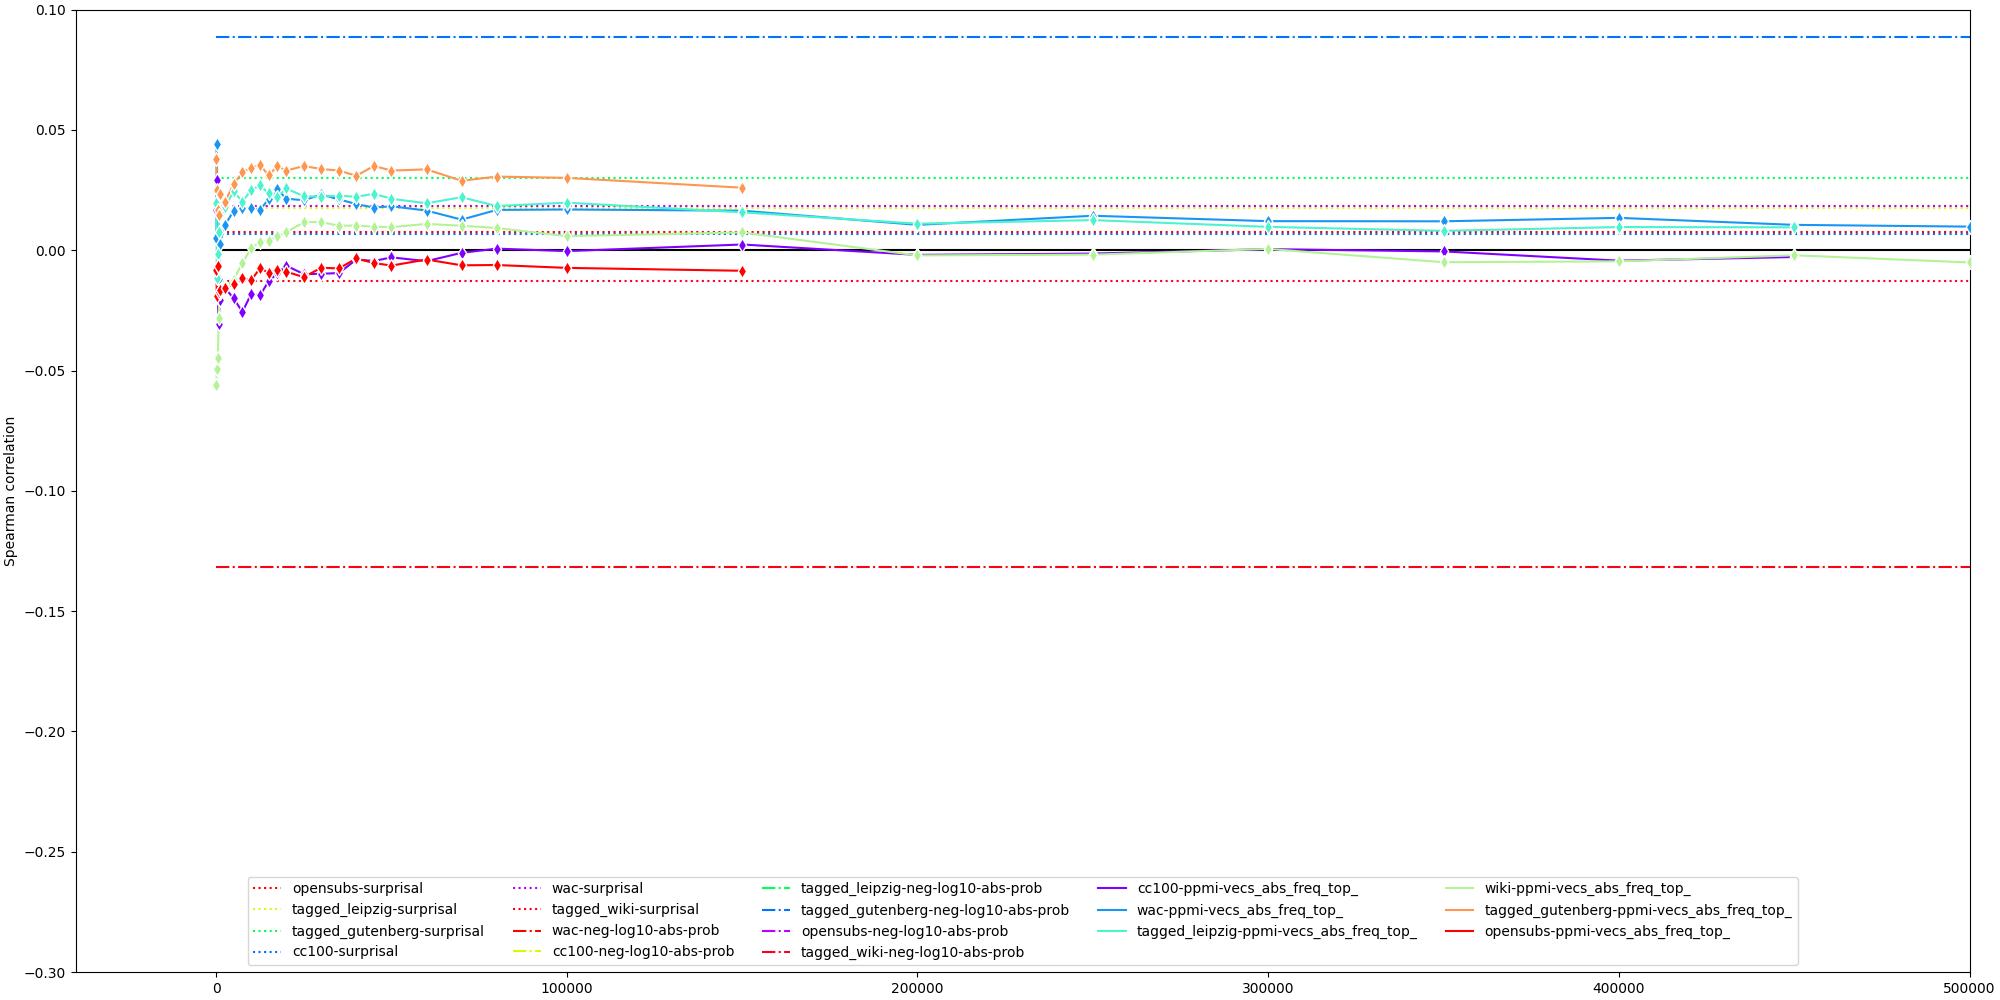 0.10
0.05
0.00
−0.05
−0.10
−0.15
−0.20
−0.25
−0.30
Spearman correlation
opensubs-surprisal
tagged_leipzig-surprisal
tagged_gutenberg-surprisal
cc100-surprisal
wac-surprisal
tagged_wiki-surprisal
wac-neg-log10-abs-prob
cc100-neg-log10-abs-prob
tagged_leipzig-neg-log10-abs-prob
tagged_gutenberg-neg-log10-abs-prob
opensubs-neg-log10-abs-prob
tagged_wiki-neg-log10-abs-prob
cc100-ppmi-vecs_abs_freq_top_
wac-ppmi-vecs_abs_freq_top_
tagged_leipzig-ppmi-vecs_abs_freq_top_
wiki-ppmi-vecs_abs_freq_top_
tagged_gutenberg-ppmi-vecs_abs_freq_top_
opensubs-ppmi-vecs_abs_freq_top_
0 100000 200000 300000 400000 500000